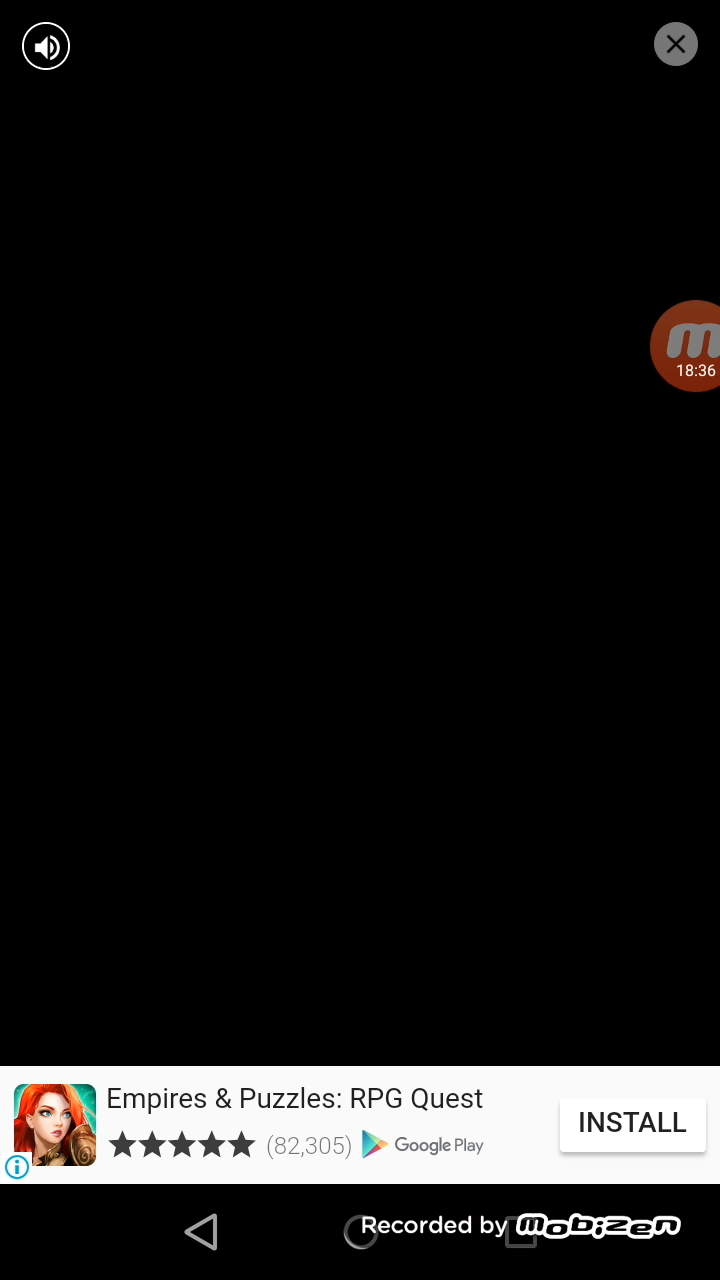 18:36
Empires & Puzzles: RPG Quest
(82,305) Google Play
INSTALL
Recorded by mobizen